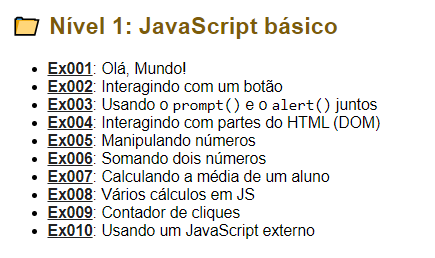 Nível 1: JavaScript básico
Ex001: Olá, Mundo!
Ex002: Interagindo com um botão
Ex003: Usando o prompt() e o alert() juntos
Ex004: Interagindo com partes do HTML (DOM)
Ex005: Manipulando números
Ex006: Somando dois números
Ex007: Calculando a média de um aluno
Ex008: Vários cálculos em JS
Ex009: Contador de cliques
Ex010: Usando um JavaScript externo